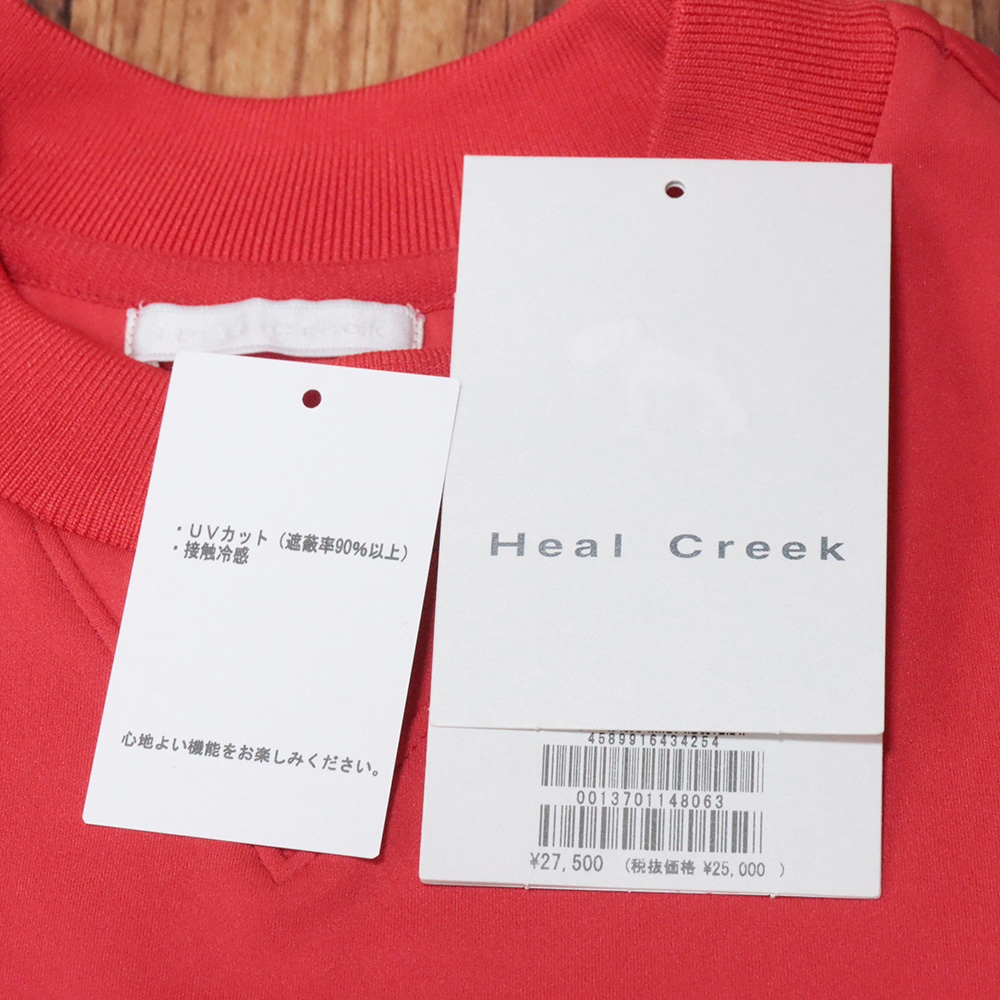 ・UVカット（遮蔽率90%以上）
・接触冷感
心地よい機能をお楽しみください。
Heal Creek
4589916434254
0013701148063
¥27,500 （税抜価格 ¥25,000 ）